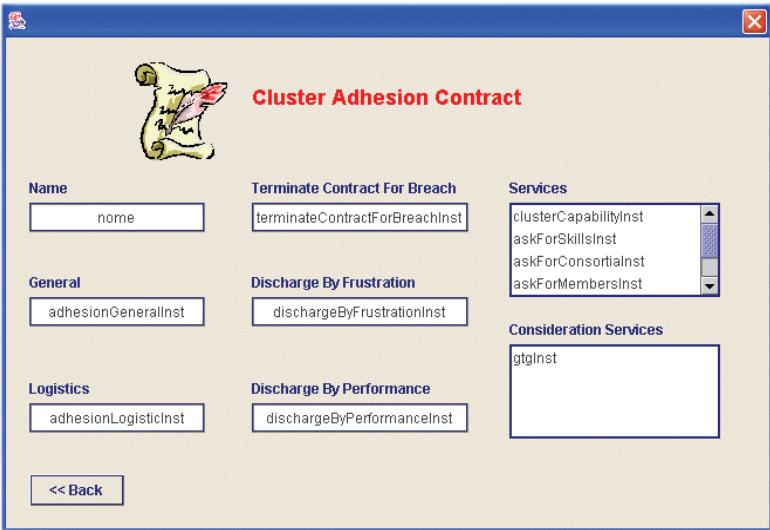 Cluster Adhesion Contract
Name
nome
Terminate Contract For Breach
terminateContractForBreachInst
Services
clusterCapabilityInst
askForSkillsInst
askForConsortiaInst
askForMembersInst
General
adhesionGeneralInst
Discharge By Frustration
dischargeByFrustrationInst
Consideration Services
gtgInst
Logistics
adhesionLogisticInst
Discharge By Performance
dischargeByPerformanceInst
<< Back